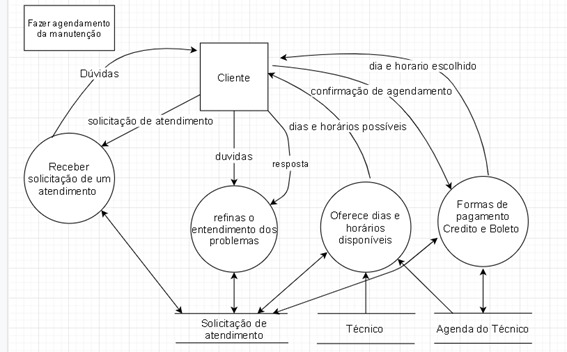 Fazer agendamento
da manutenção
Dúvidas
Cliente
dia e horario escolhido
confirmação de agendamento
solicitação de atendimento
dias e horários possíveis
duvidas
resposta
Receber
solicitação de um
atendimento
refinas o
entendimento dos
problemas
Oferece dias e
horários
disponíveis
Formas de
pagamento
Credito e Boleto
Solicitação de
atendimento
Técnico
Agenda do Técnico